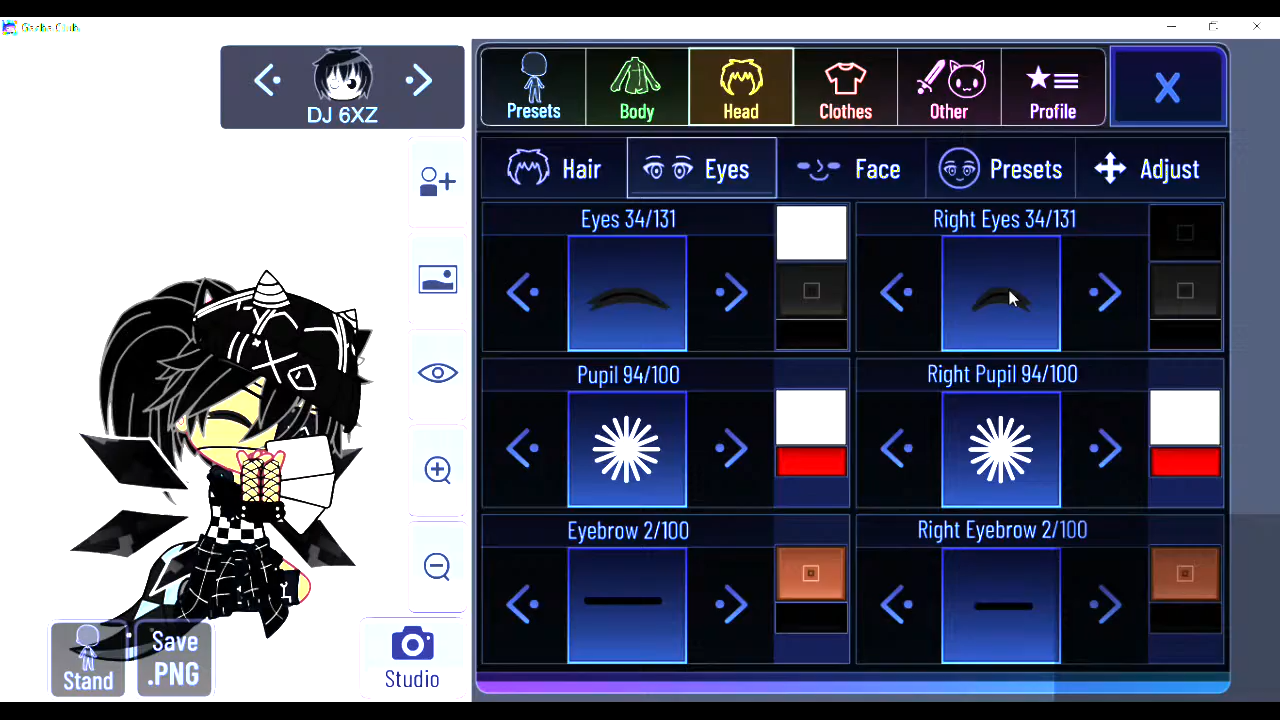 Gacha Club
DJ 6XZ
Presets
Body
Head
Clothes
Other
Profile
X
Hair
Eyes
Face
Presets
Adjust
Eyes 34/131
Right Eyes 34/131
Pupil 94/100
Right Pupil 94/100
Eyebrow 2/100
Right Eyebrow 2/100
Stand
Save
.PNG
Studio